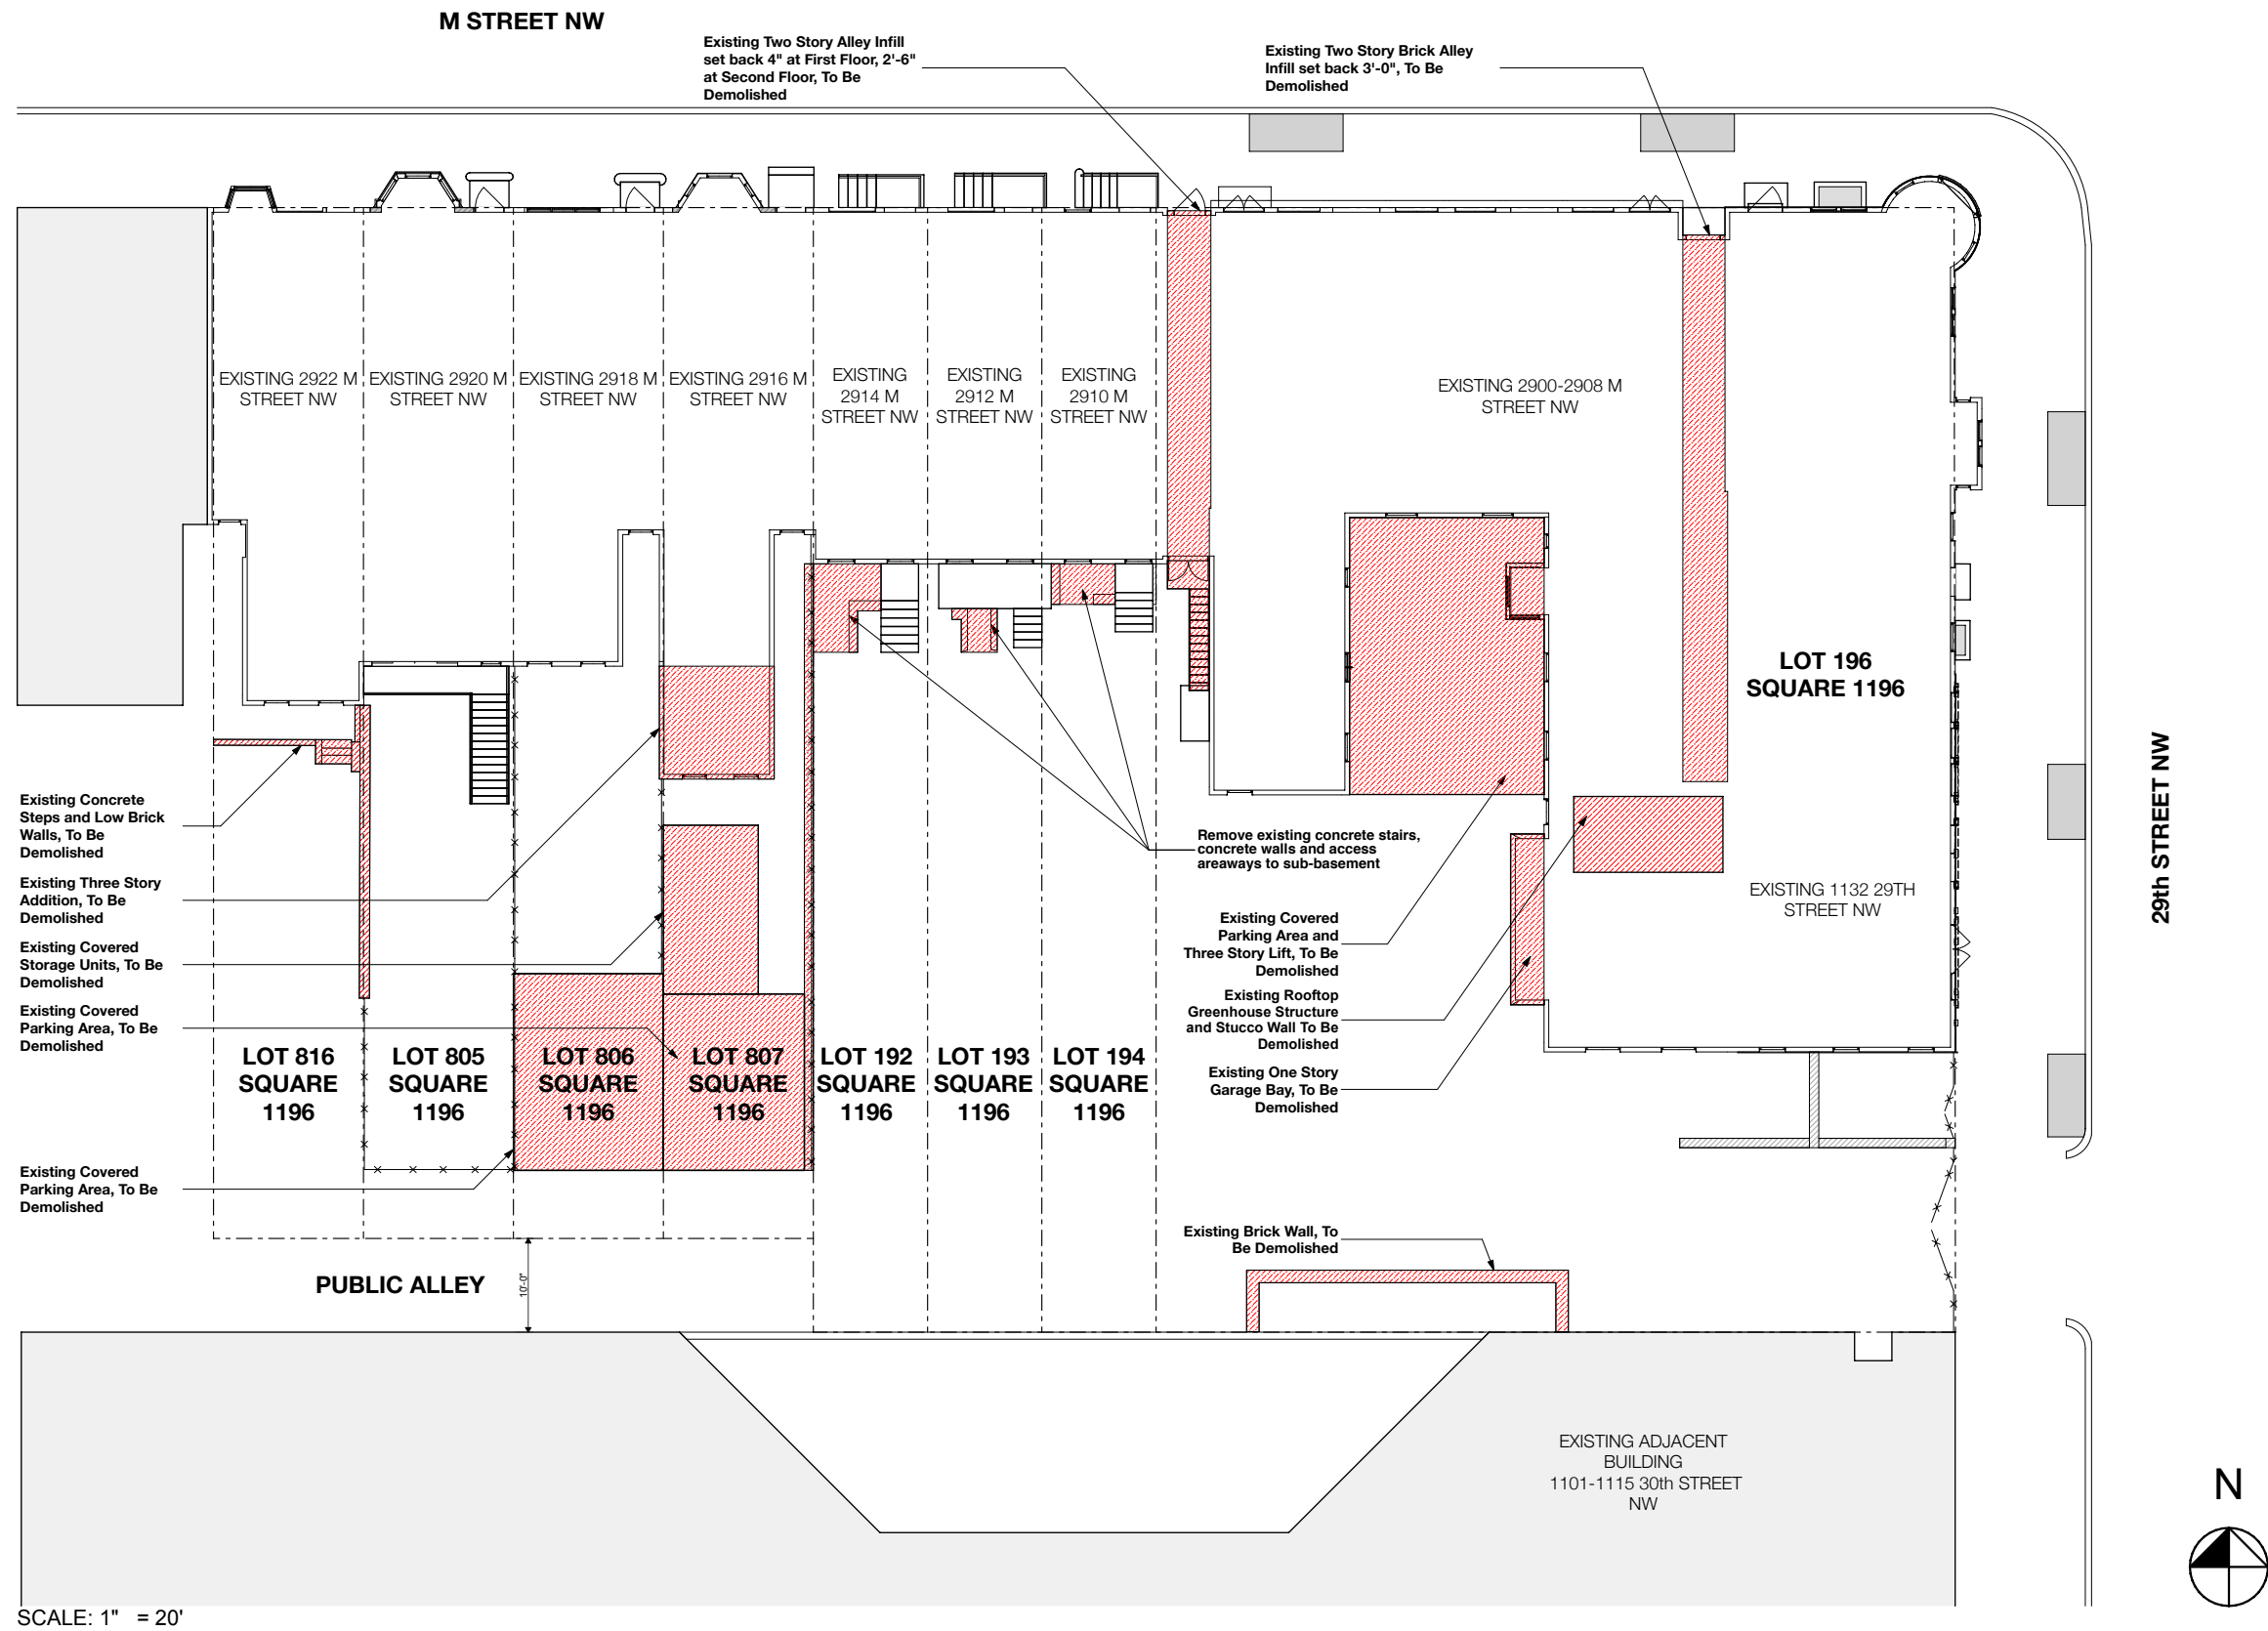 M STREET NW
Existing Two Story Alley Infill
set back 4" at First Floor, 2'-6"
at Second Floor, To Be
Demolished
Existing Two Story Brick Alley
Infill set back 3'-0", To Be
Demolished
EXISTING 2922 M
STREET NW
EXISTING 2920 M
STREET NW
EXISTING 2918 M
STREET NW
EXISTING 2916 M
STREET NW
EXISTING
2914 M
STREET NW
EXISTING
2912 M
STREET NW
EXISTING
2910 M
STREET NW
EXISTING 2900-2908 M
STREET NW
LOT 196
SQUARE 1196
29th STREET NW
Existing Concrete
Steps and Low Brick
Walls, To Be
Demolished
Existing Three Story
Addition, To Be
Demolished
Existing Covered
Storage Units, To Be
Demolished
Existing Covered
Parking Area, To Be
Demolished
Existing Covered
Parking Area, To Be
Demolished
Remove existing concrete stairs,
concrete walls and access
areaways to sub-basement
Existing Covered
Parking Area and
Three Story Lift, To Be
Demolished
Existing Rooftop
Greenhouse Structure
and Stucco Wall To Be
Demolished
Existing One Story
Garage Bay, To Be
Demolished
EXISTING 1132 29TH
STREET NW
LOT 816
SQUARE
1196
LOT 805
SQUARE
1196
LOT 806
SQUARE
1196
LOT 807
SQUARE
1196
LOT 192
SQUARE
1196
LOT 193
SQUARE
1196
LOT 194
SQUARE
1196
Existing Brick Wall, To
Be Demolished
PUBLIC ALLEY
10'-0"
EXISTING ADJACENT
BUILDING
1101-1115 30th STREET
NW
N
SCALE: 1" = 20'